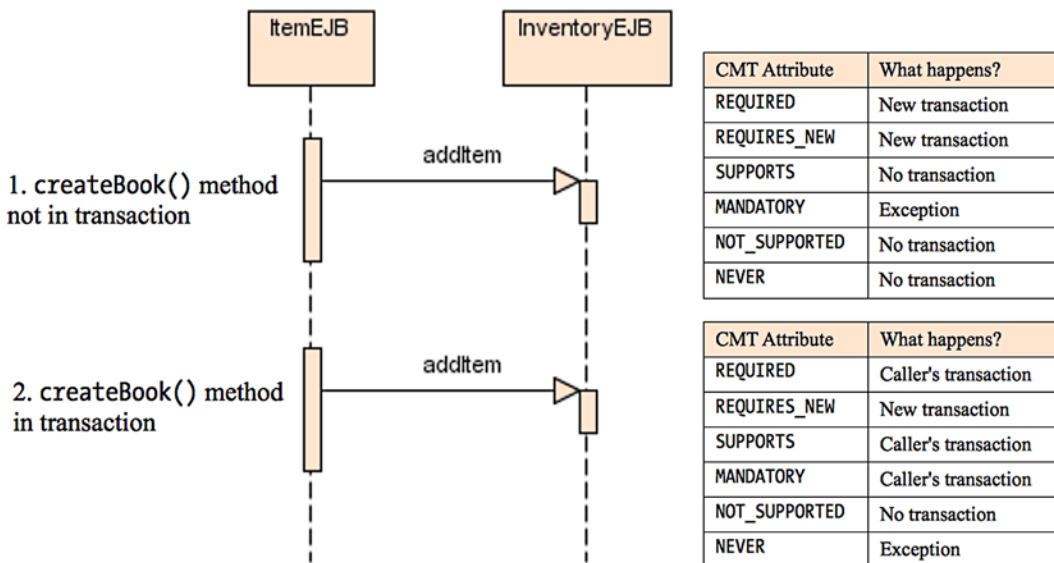 ItemEJB
InventoryEJB
1. createBook() method
not in transaction
addItem
CMT Attribute What happens?
REQUIRED New transaction
REQUIRES_NEW New transaction
SUPPORTS No transaction
MANDATORY Exception
NOT_SUPPORTED No transaction
NEVER No transaction
2. createBook() method
in transaction
addItem
CMT Attribute What happens?
REQUIRED Caller's transaction
REQUIRES_NEW New transaction
SUPPORTS Caller's transaction
MANDATORY Caller's transaction
NOT_SUPPORTED No transaction
NEVER Exception